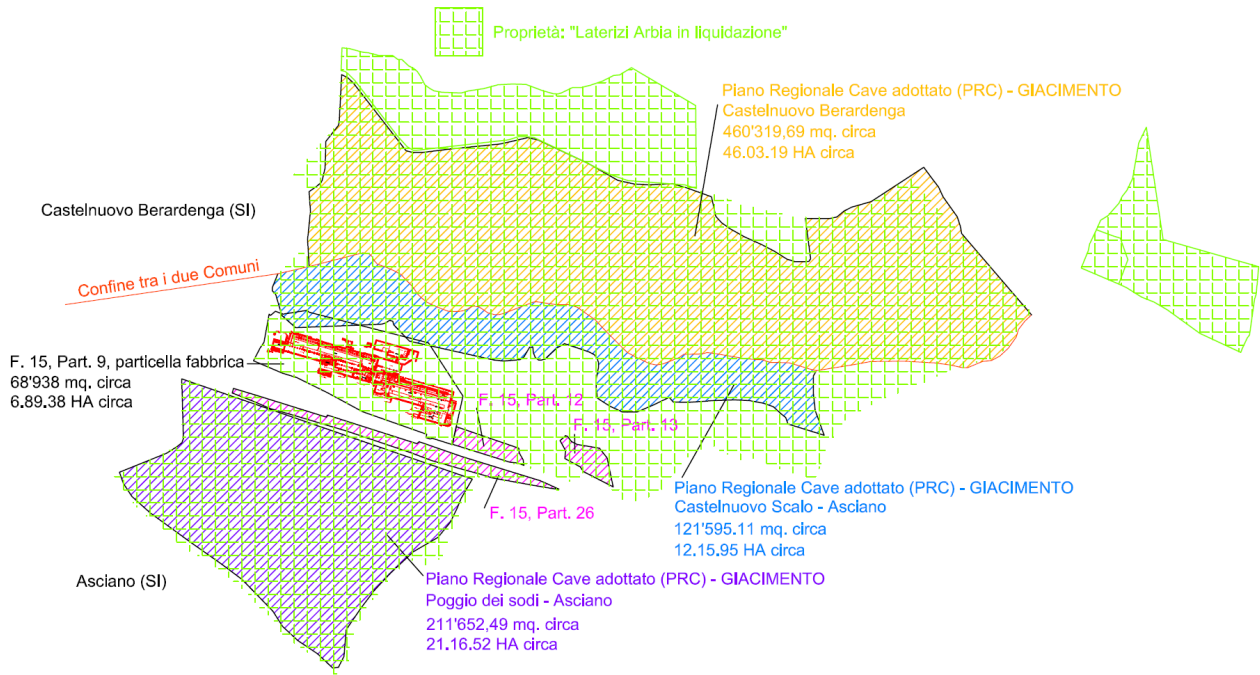 Proprietà: "Laterizi Arbia in liquidazione"
Piano Regionale Cave adottato (PRC) - GIACIMENTO
Castelnuovo Berardenga
460'319,69 mq. circa
46.03.19 HA circa
Castelnuovo Berardenga (SI)
Confine tra i due Comuni
F. 15, Part. 9, particella fabbrica
68'938 mq. circa
6.89.38 HA circa
F. 15, Part. 12
F. 15, Part. 13
F. 15, Part. 26
Piano Regionale Cave adottato (PRC) - GIACIMENTO
Castelnuovo Scalo - Asciano
121'595.11 mq. circa
12.15.95 HA circa
Asciano (SI)
Piano Regionale Cave adottato (PRC) - GIACIMENTO
Poggio dei sodi - Asciano
211'652,49 mq. circa
21.16.52 HA circa